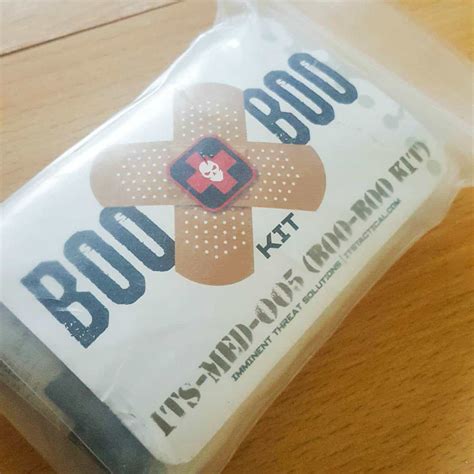 BOO BOO
KIT
ITS-MED-005 (BOO-BOO KIT)
IMMINENT THREAT SOLUTIONS | ITSTACTICAL.COM